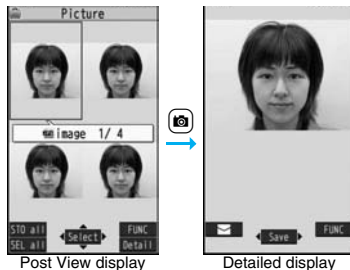 Picture
image 1/ 4
STO all
FUNC
Select
SEL all
Detail
Post View display
Save
FUNC
Detailed display